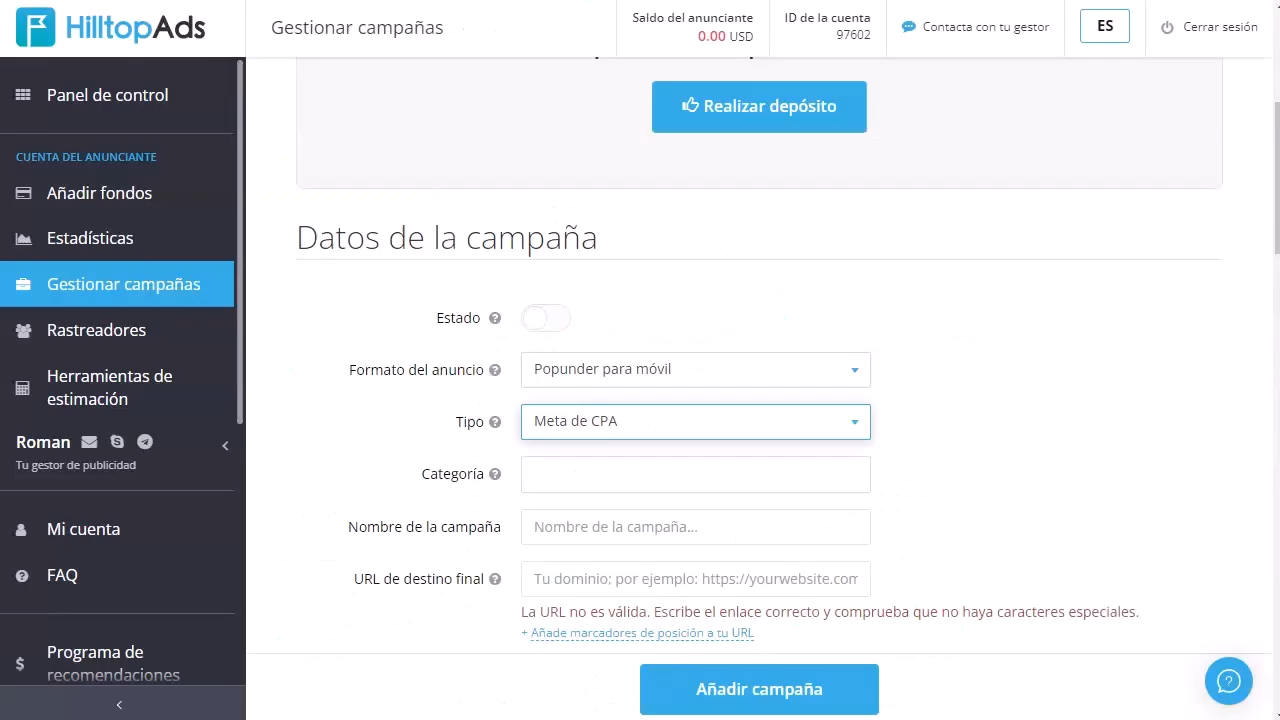 HilltopAds
Gestionar campañas
Saldo del anunciante
0.00 USD
ID de la cuenta
97602
Contacta con tu gestor
ES
Cerrar sesión
Panel de control
CUENTA DEL ANUNCIANTE
Añadir fondos
Estadísticas
Gestionar campañas
Rastreadores
Herramientas de
estimación
Roman
Tu gestor de publicidad
Mi cuenta
FAQ
Programa de
recomendaciones
Realizar depósito
Datos de la campaña
Estado
Formato del anuncio
Popunder para móvil
Tipo
Meta de CPA
Categoría
Nombre de la campaña
Nombre de la campaña...
URL de destino final
Tu dominio; por ejemplo: https://yourwebsite.com
La URL no es válida. Escribe el enlace correcto y comprueba que no haya caracteres especiales.
+ Añade marcadores de posición a tu URL
Añadir campaña